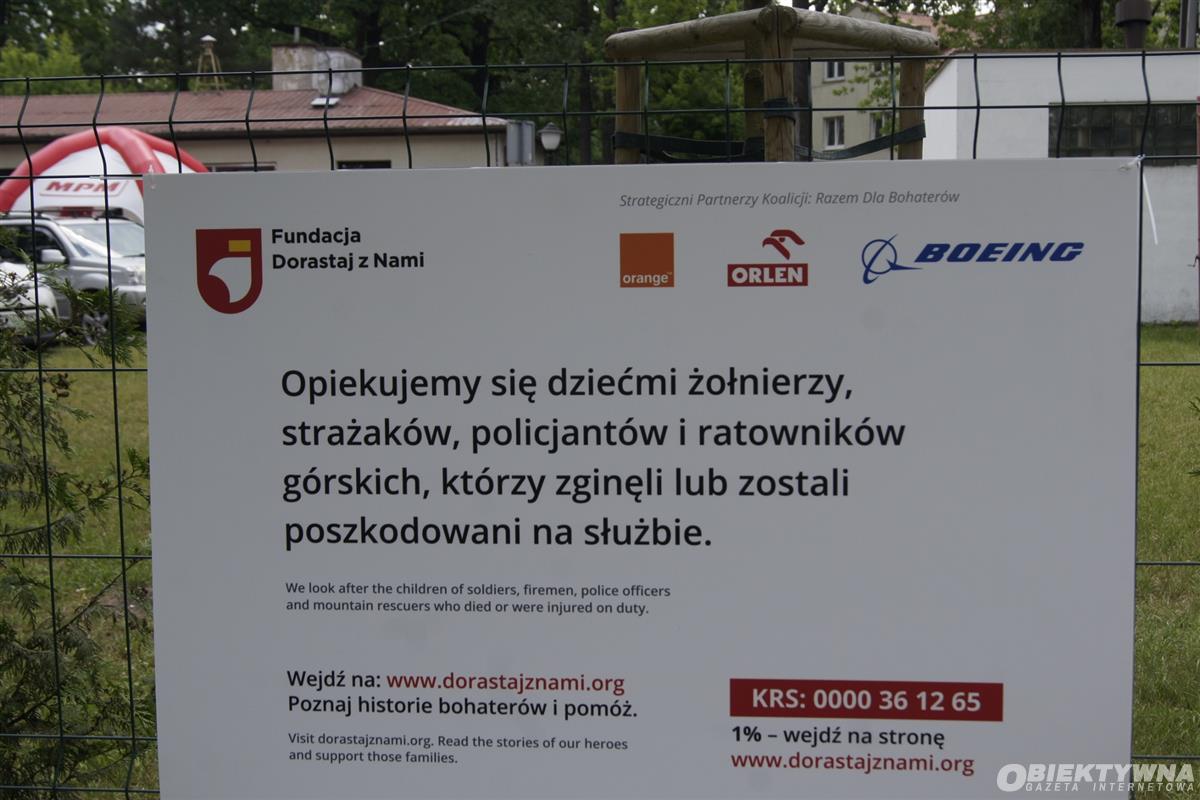 MPM
Strategiczni Partnerzy Koalicji: Razem Dla Bohaterów
Fundacja
Dorastaj z Nami
orange™
ORLEN
BOEING
Opiekujemy się dziećmi żołnierzy,
strażaków, policjantów i ratowników
górskich, którzy zginęli lub zostali
poszkodowani na służbie.
We look after the children of soldiers, firemen, police officers
and mountain rescuers who died or were injured on duty.
Wejdź na: www.dorastajznami.org
Poznaj historie bohaterów i pomóż.
Visit dorastajznami.org. Read the stories of our heroes
and support those families.
KRS: 0000 36 12 65
1% – wejdź na stronę
www.dorastajznami.org
OBIEKTYWNA
GAZETA INTERNETOWA